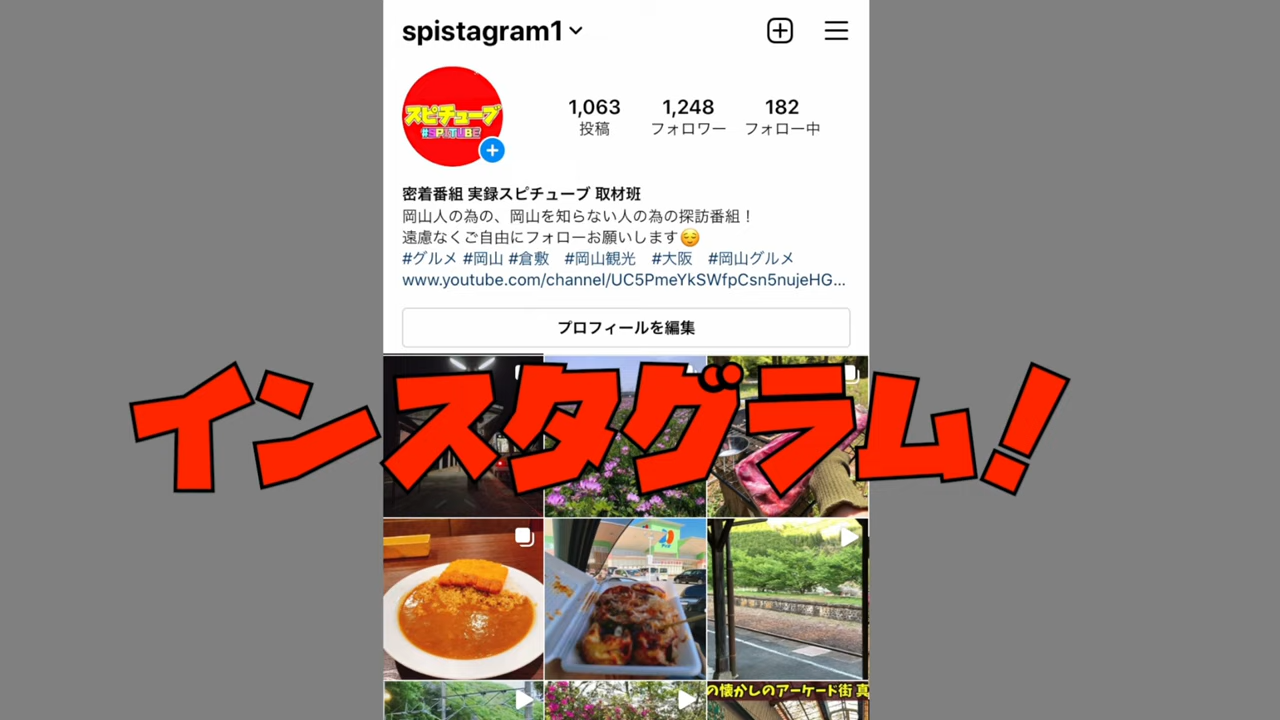 spistagram1
スピチューブ
#SPITUBE
1,063
投稿
1,248
フォロワー
182
フォロー中
密着番組 実録スピチューブ 取材班
岡山人の為の、岡山を知らない人の為の探訪番組！
遠慮なくご自由にフォローお願いします😌
#グルメ #岡山 #倉敷　#岡山観光　#大阪　#岡山グルメ
www.youtube.com/channel/UC5PmeYkSWfpCsn5nujeHG...
プロフィールを編集
インスタグラム！
の懐かしのアーケード街 真